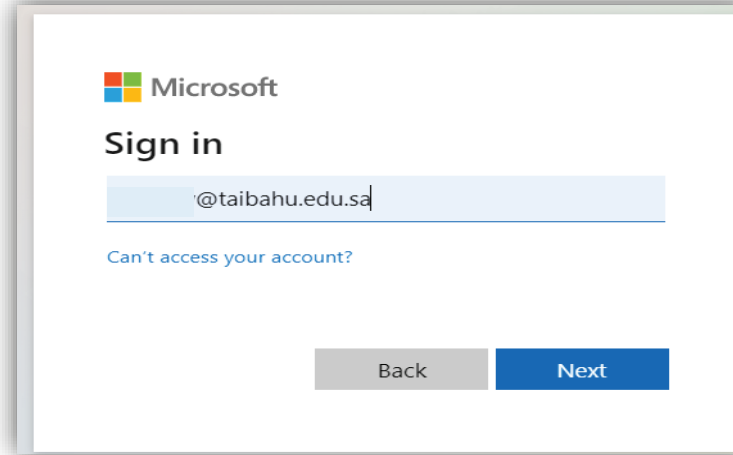 Microsoft
Sign in
@taibahu.edu.sa
Can't access your account?
Back
Next